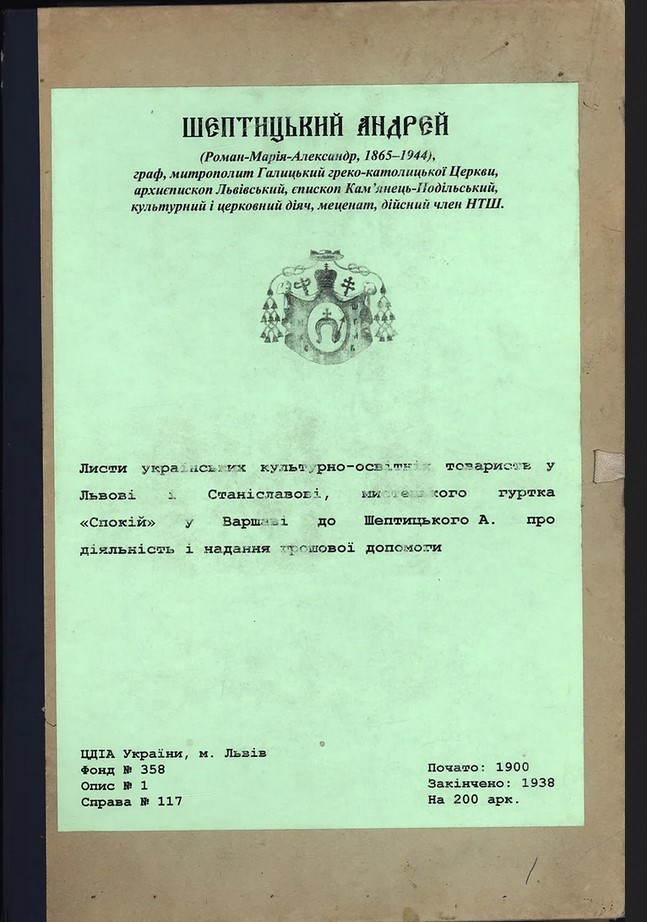 ШЕПТИЦЬКИЙ АНДРЕЙ
(Роман-Марія-Александр, 1865–1944),
граф, митрополит Галицький греко-католицької Церкви,
архиєпископ Львівський, єпископ Кам’янець-Подільський,
культурний і церковний діяч, меценат, дійсний член НТШ.
Листи українських культурно-освітніх товариств у
Львові і Станіславові, мистецького гуртка
«Спокій» у Варшаві до Шептицького А. про
діяльність і надання грошової допомоги
ЦДІА України, м. Львів
Фонд № 358
Опис № 1
Справа № 117
Почато: 1900
Закінчено: 1938
На 200 арк.